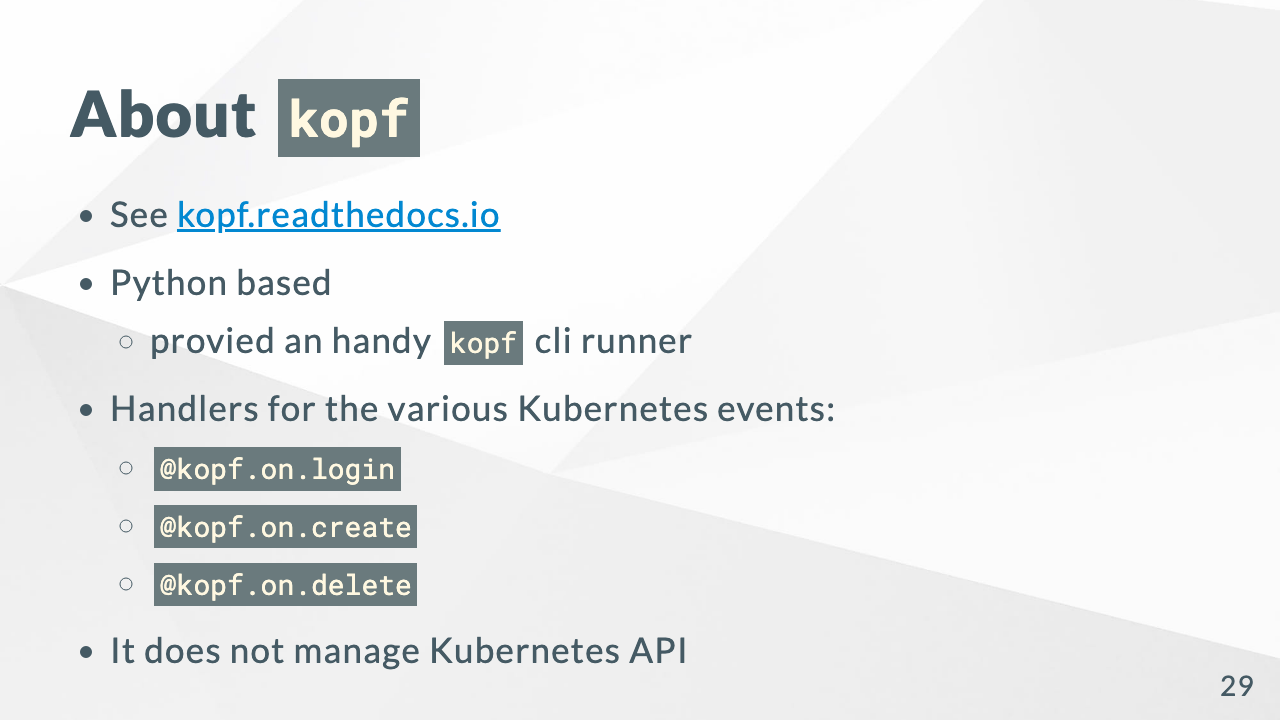 About kopf
See kopf.readthedocs.io
Python based
provied an handy kopf cli runner
Handlers for the various Kubernetes events:
@kopf.on.login
@kopf.on.create
@kopf.on.delete
It does not manage Kubernetes API
29